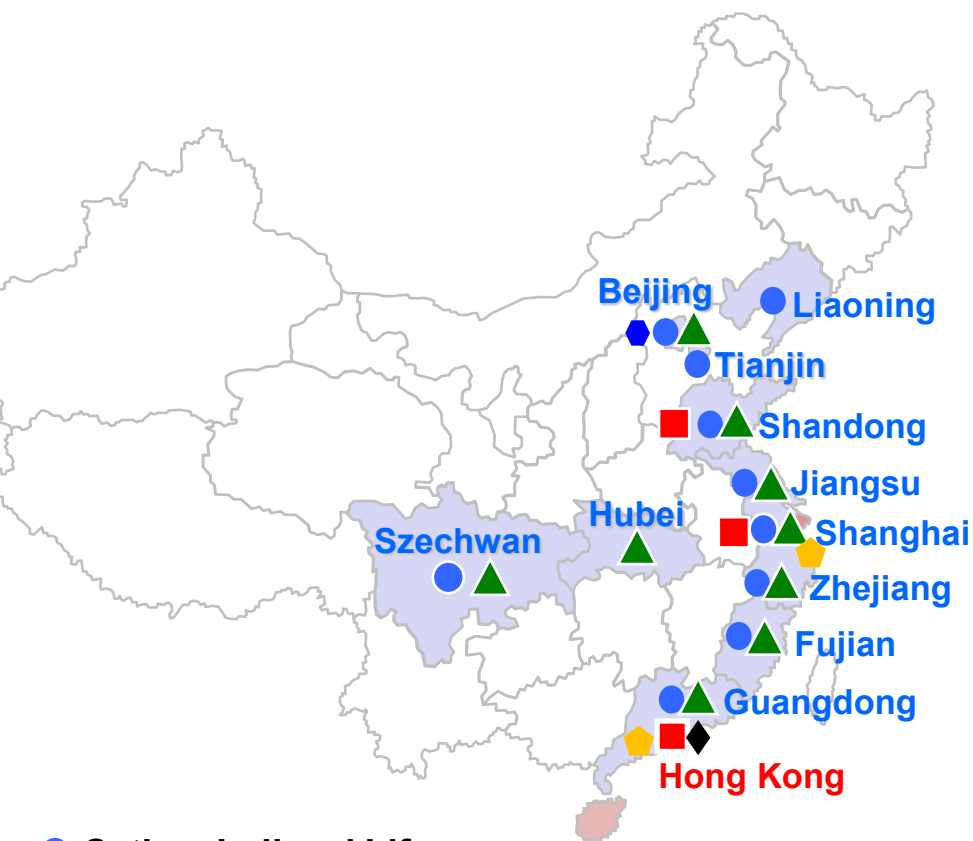 Beijing
Liaoning
Tianjin
Shandong
Jiangsu
Hubei
Shanghai
Szechwan
Zhejiang
Fujian
Guangdong
Hong Kong